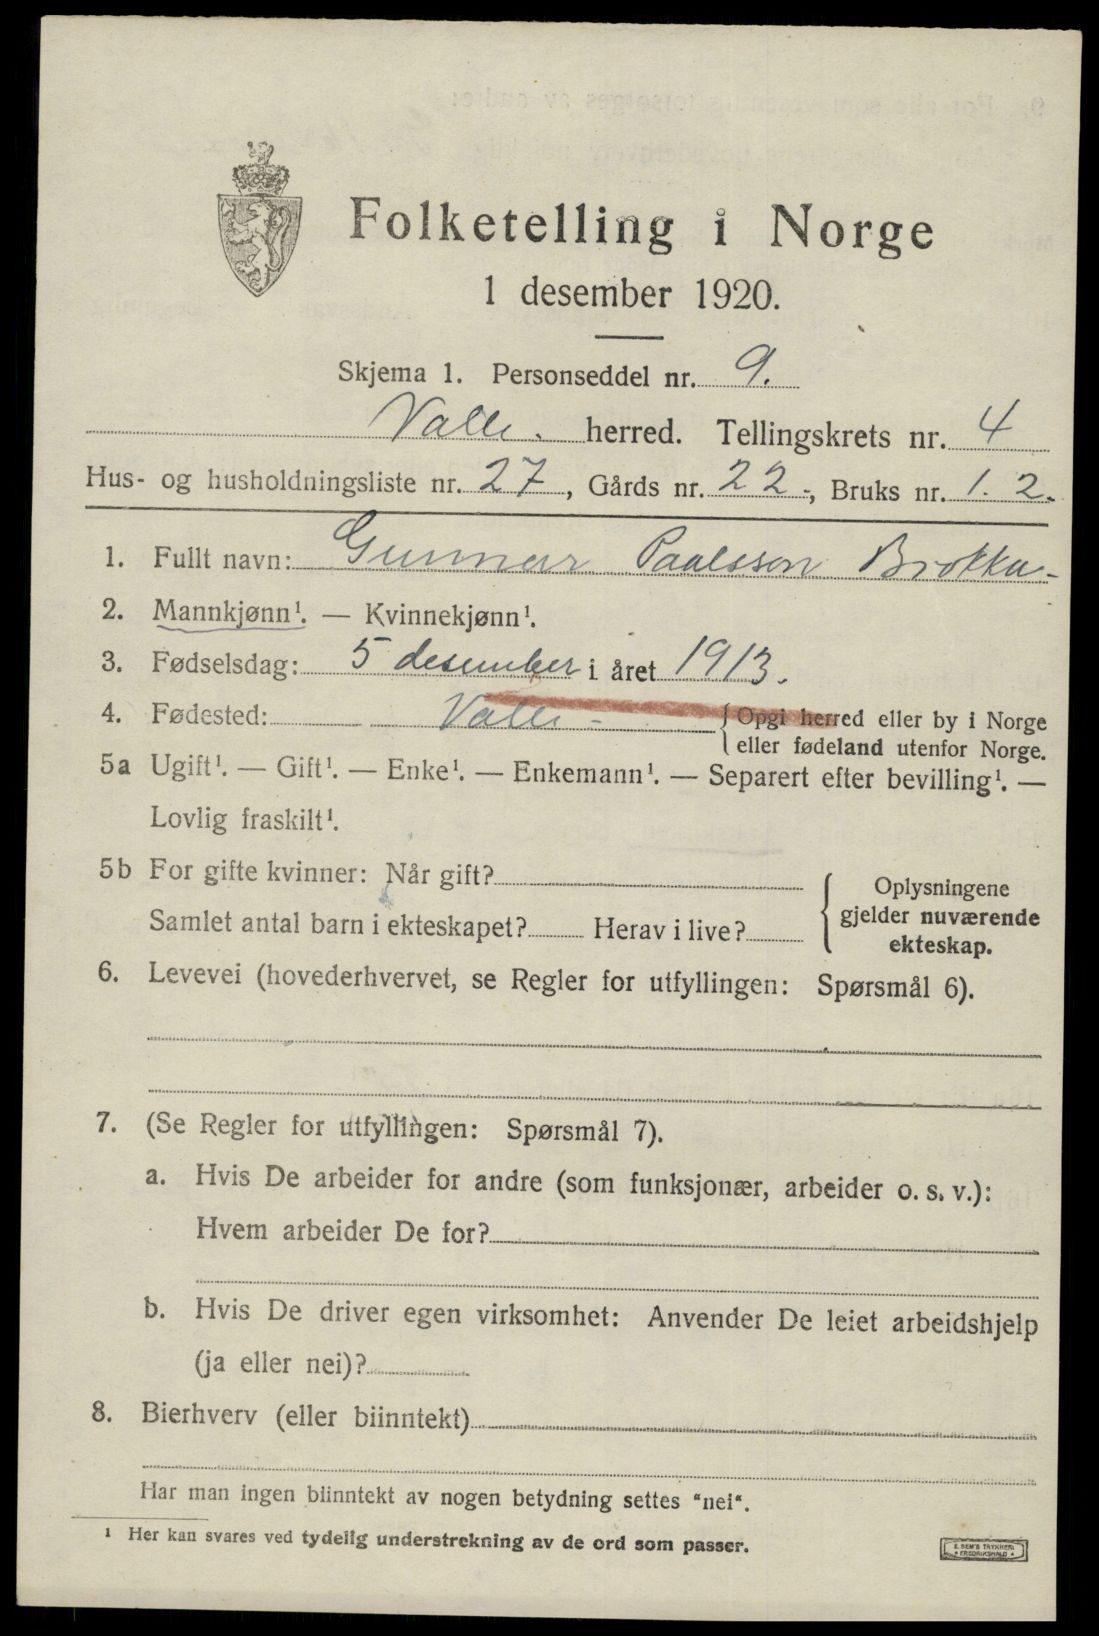 Folketelling i Norge
1 desember 1920.
Skjema 1. Personseddel nr. 9.
Valle. herred. Tellingskrets nr. 4
Hus- og husholdningsliste nr. 27, Gårds nr. 22-, Bruks nr. 1. 2.
1. Fullt navn: Gunnar Paalsson Brokka-
2. Mannkjønn¹. — Kvinnekjønn¹.
3. Fødselsdag: 5 desember i året 1913.
4. Fødested: Valle - { Opgi herred eller by i Norge
eller fødeland utenfor Norge.
5a Ugift¹. — Gift¹. — Enke¹. — Enkemann¹. — Separert efter bevilling¹. —
Lovlig fraskilt¹.
5b For gifte kvinner: Når gift?
Samlet antal barn i ekteskapet? Herav i live?
{ Oplysningene
gjelder nuværende
ekteskap.
6. Levevei (hovederhvervet, se Regler for utfyllingen: Spørsmål 6).
7. (Se Regler for utfyllingen: Spørsmål 7).
a. Hvis De arbeider for andre (som funksjonær, arbeider o. s. v.):
Hvem arbeider De for?
b. Hvis De driver egen virksomhet: Anvender De leiet arbeidshjelp
(ja eller nei)?
8. Bierhverv (eller biinntekt)
Har man ingen biinntekt av nogen betydning settes "nei".
¹ Her kan svares ved tydelig understrekning av de ord som passer.
E. SEM'S TRYKKERI
FREDRIKSHALD